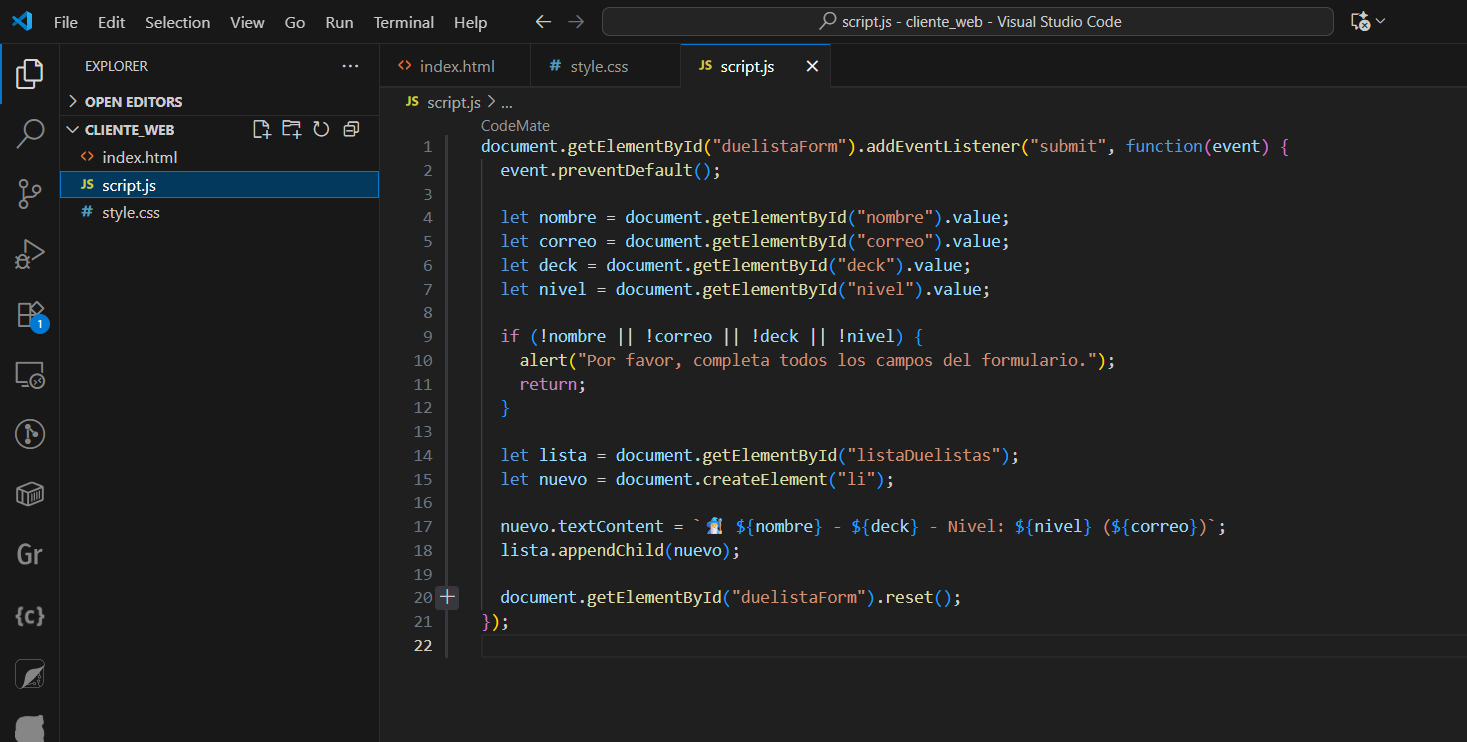 File Edit Selection View Go Run Terminal Help
script.js - cliente_web - Visual Studio Code
EXPLORER
OPEN EDITORS
CLIENTE_WEB
index.html
JS script.js
# style.css
1
Gr
{c}
index.html
# style.css
JS script.js
JS script.js > ...
CodeMate
1 document.getElementById("duelistaForm").addEventListener("submit", function(event) {
2 event.preventDefault();
3
4 let nombre = document.getElementById("nombre").value;
5 let correo = document.getElementById("correo").value;
6 let deck = document.getElementById("deck").value;
7 let nivel = document.getElementById("nivel").value;
8
9 if (!nombre || !correo || !deck || !nivel) {
10 alert("Por favor, completa todos los campos del formulario.");
11 return;
12 }
13
14 let lista = document.getElementById("listaDuelistas");
15 let nuevo = document.createElement("li");
16
17 nuevo.textContent = `🧙‍♂️ ${nombre} - ${deck} - Nivel: ${nivel} (${correo})`;
18 lista.appendChild(nuevo);
19
20 document.getElementById("duelistaForm").reset();
21 });
22